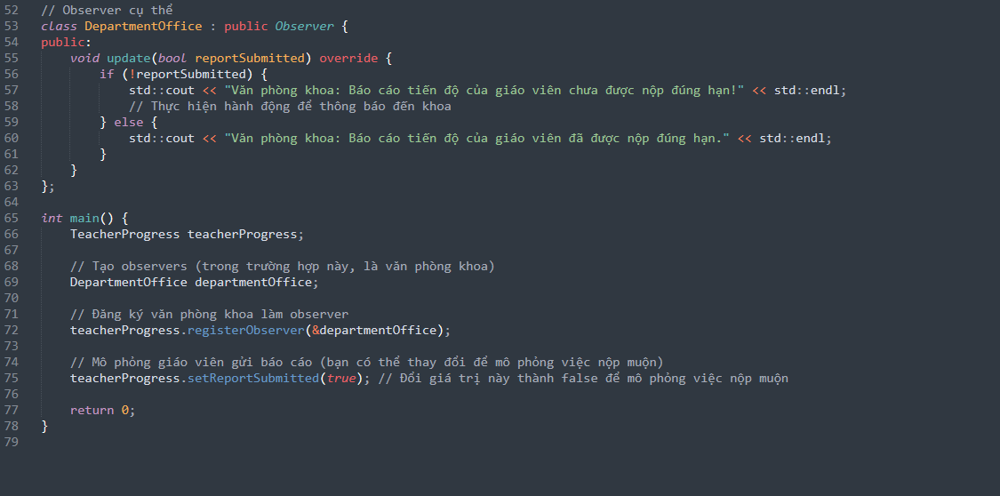 52 // Observer cụ thể
53 class DepartmentOffice : public Observer {
54 public:
55     void update(bool reportSubmitted) override {
56         if (!reportSubmitted) {
57             std::cout << "Văn phòng khoa: Báo cáo tiến độ của giáo viên chưa được nộp đúng hạn!" << std::endl;
58             // Thực hiện hành động để thông báo đến khoa
59         } else {
60             std::cout << "Văn phòng khoa: Báo cáo tiến độ của giáo viên đã được nộp đúng hạn." << std::endl;
61         }
62     }
63 };
64
65 int main() {
66     TeacherProgress teacherProgress;
67
68     // Tạo observers (trong trường hợp này, là văn phòng khoa)
69     DepartmentOffice departmentOffice;
70
71     // Đăng ký văn phòng khoa làm observer
72     teacherProgress.registerObserver(&departmentOffice);
73
74     // Mô phỏng giáo viên gửi báo cáo (bạn có thể thay đổi để mô phỏng việc nộp muộn)
75     teacherProgress.setReportSubmitted(true); // Đổi giá trị này thành false để mô phỏng việc nộp muộn
76
77     return 0;
78 }
79